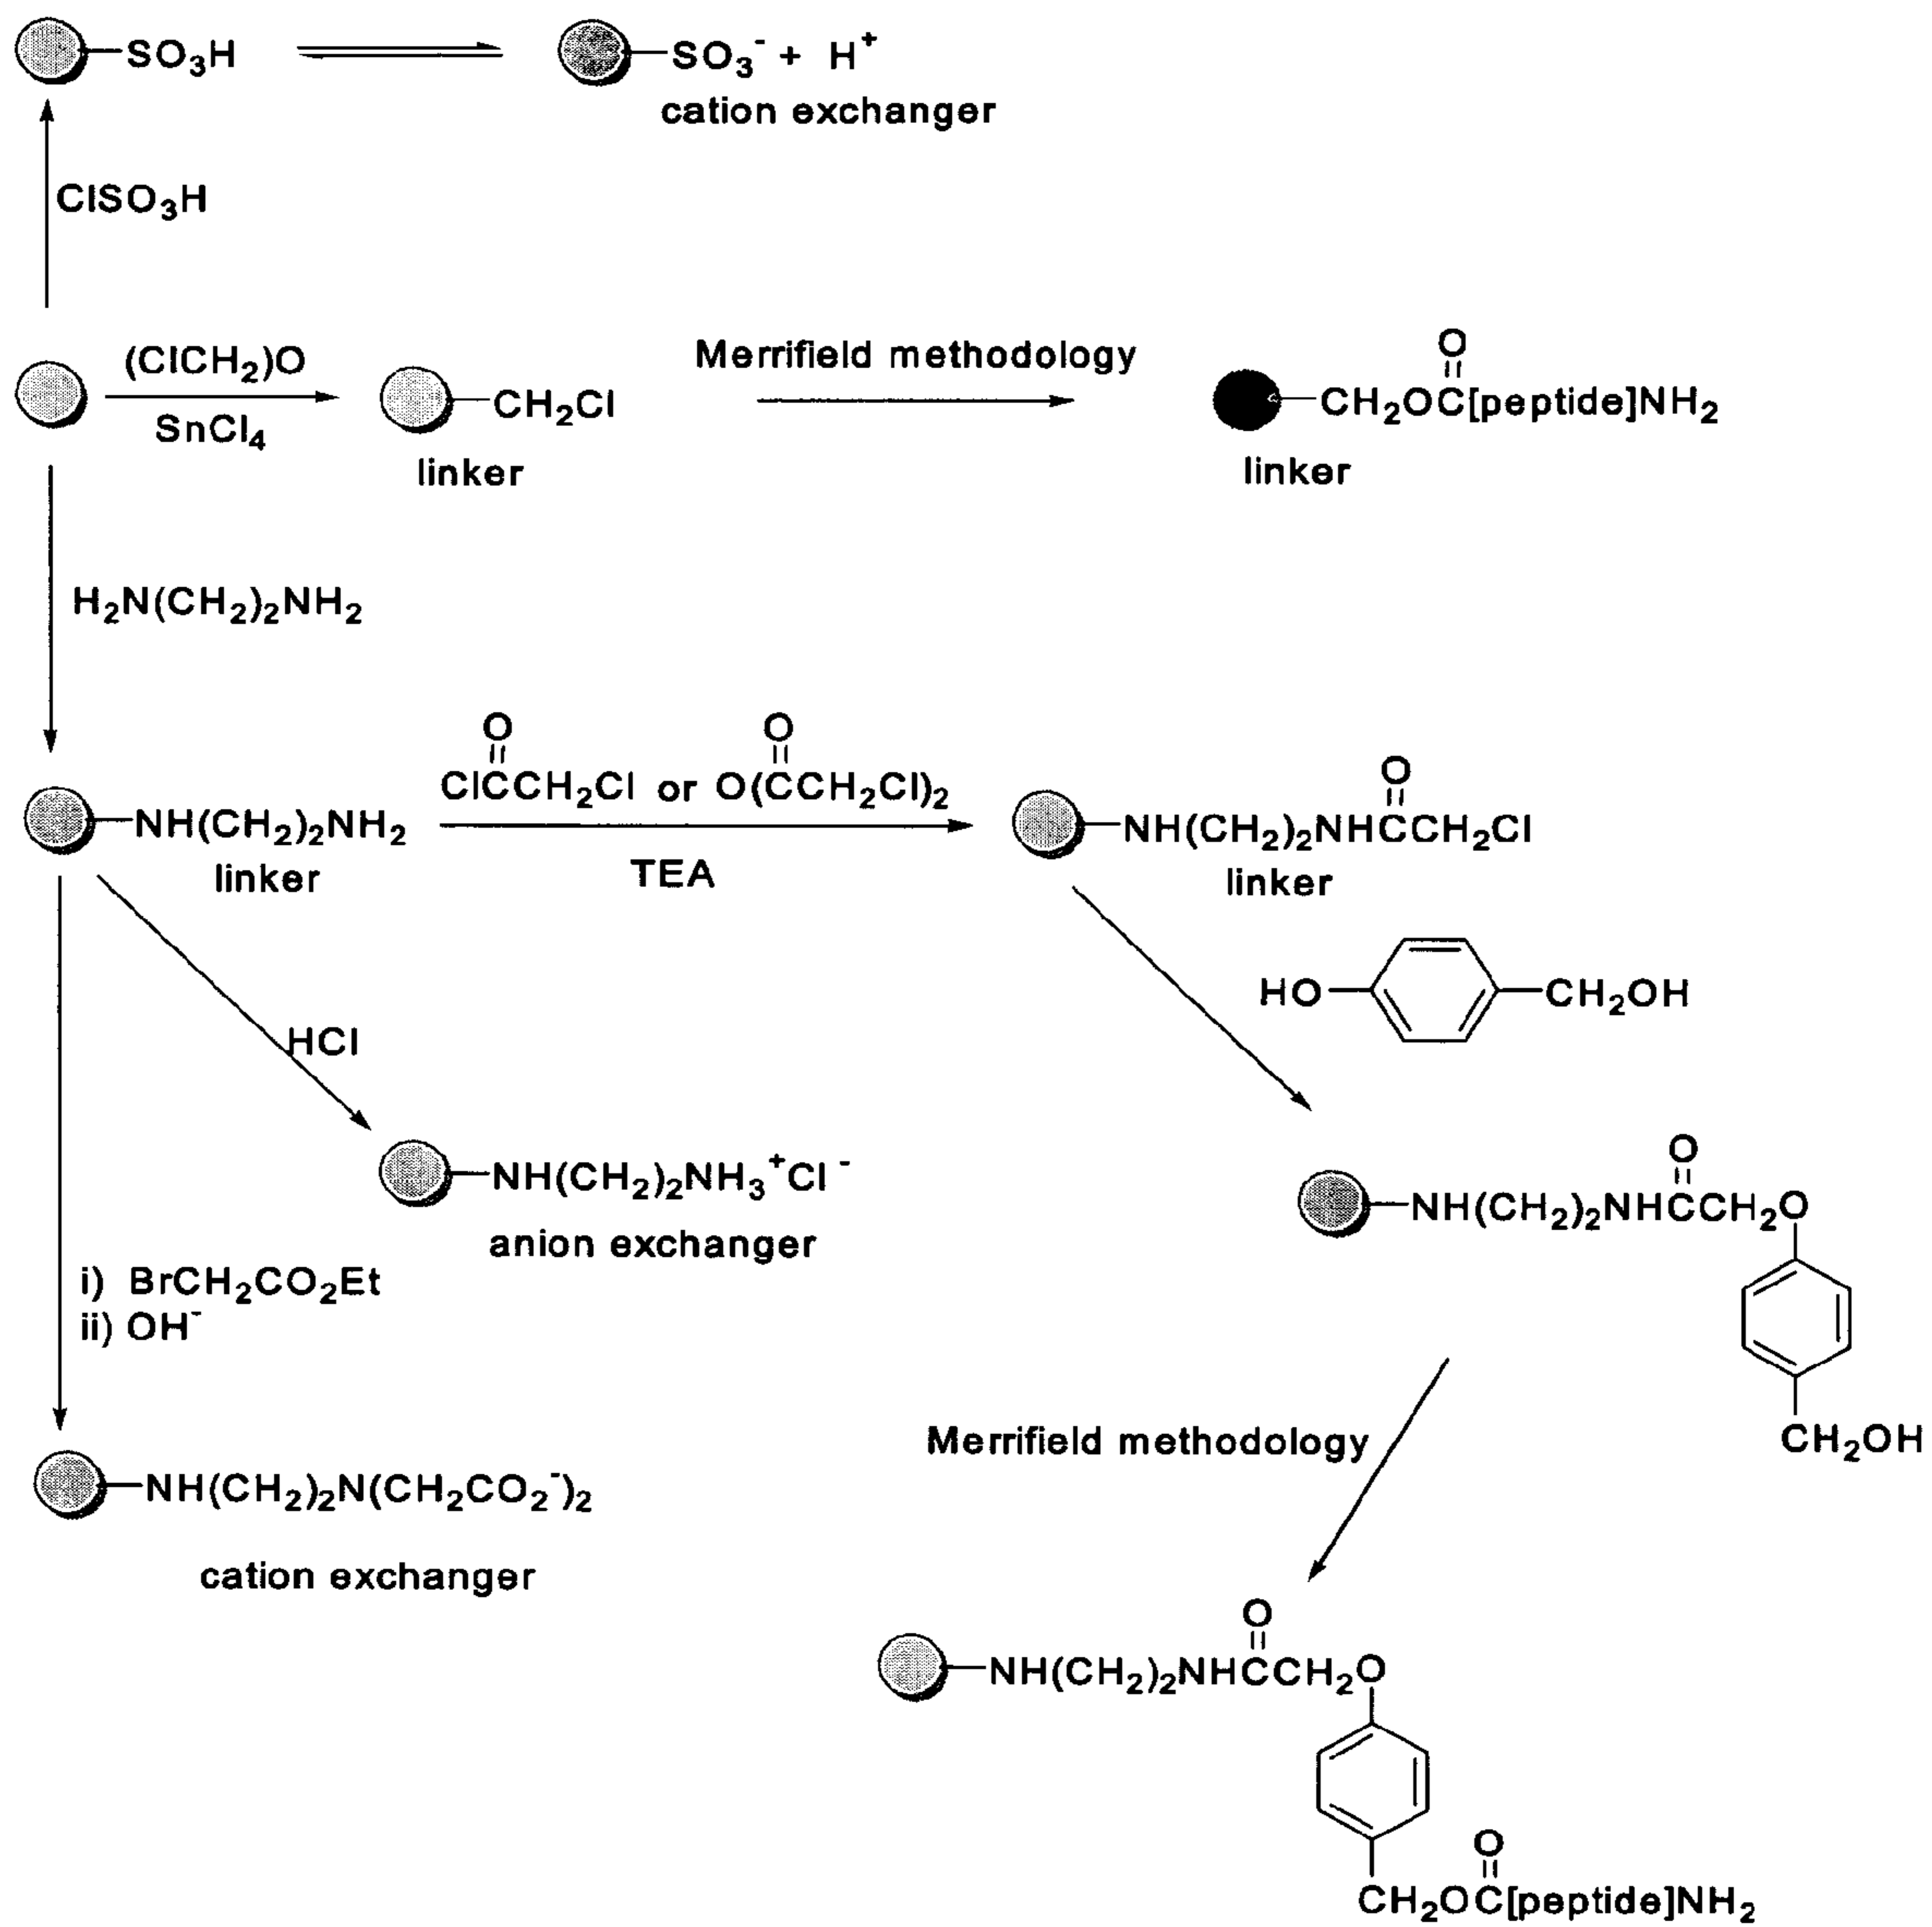 SO₃H
SO₃⁻ + H⁺
cation exchanger
ClSO₃H
(ClCH₂)O
SnCl₄
CH₂Cl
linker
Merrifield methodology
O
CH₂OC[peptide]NH₂
linker
H₂N(CH₂)₂NH₂
NH(CH₂)₂NH₂
linker
O O
ClCCH₂Cl or O(CCH₂Cl)₂
TEA
O
NH(CH₂)₂NHCCH₂Cl
linker
HO CH₂OH
HCl
NH(CH₂)₂NH₃⁺Cl⁻
anion exchanger
O
NH(CH₂)₂NHCCH₂O
CH₂OH
i) BrCH₂CO₂Et
ii) OH⁻
NH(CH₂)₂N(CH₂CO₂⁻)₂
cation exchanger
Merrifield methodology
O
NH(CH₂)₂NHCCH₂O
O
CH₂OC[peptide]NH₂